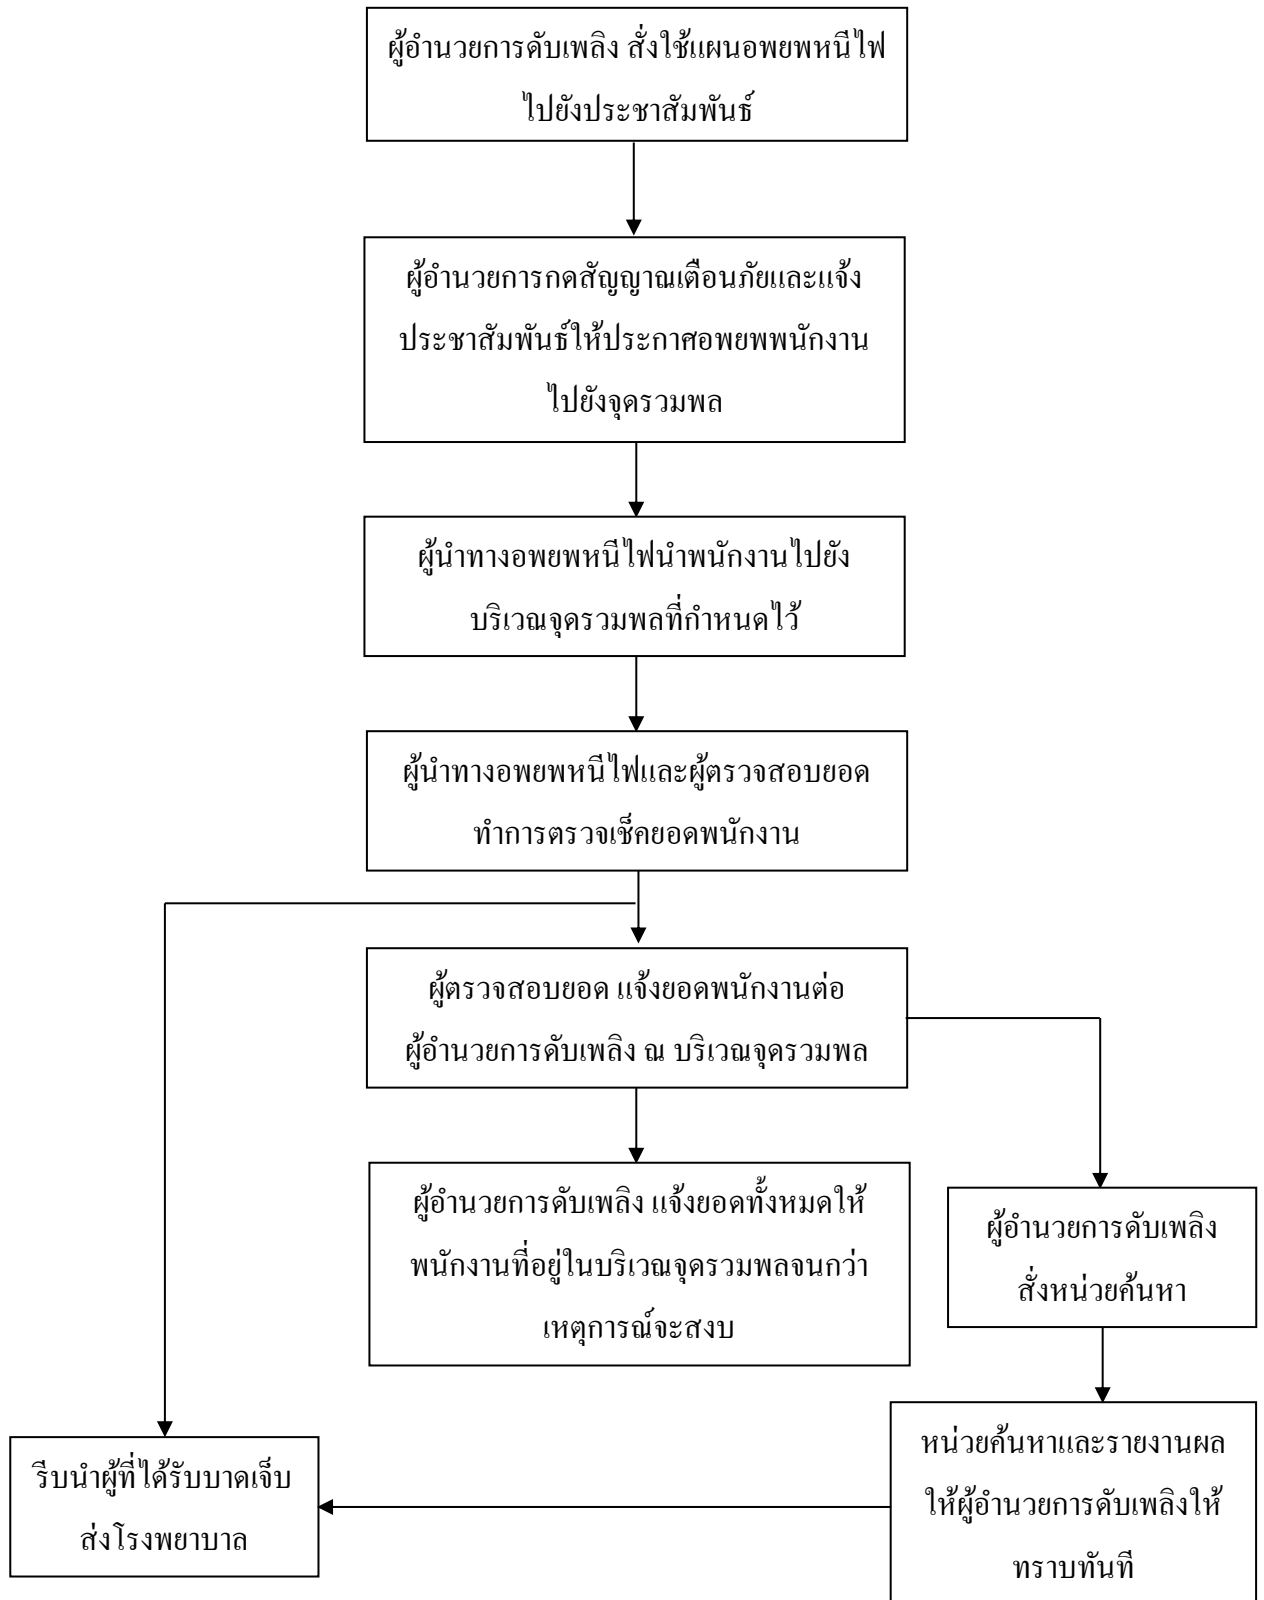 ผู้อำนวยการดับเพลิง สั่งใช้แผนอพยพหนีไฟ
ไปยังประชาสัมพันธ์
ผู้อำนวยการกดสัญญาณเตือนภัยและแจ้ง
ประชาสัมพันธ์ให้ประกาศอพยพพนักงาน
ไปยังจุดรวมพล
ผู้นำทางอพยพหนีไฟนำพนักงานไปยัง
บริเวณจุดรวมพลที่กำหนดไว้
ผู้นำทางอพยพหนีไฟและผู้ตรวจสอบยอด
ทำการตรวจเช็คยอดพนักงาน
ผู้ตรวจสอบยอด แจ้งยอดพนักงานต่อ
ผู้อำนวยการดับเพลิง ณ บริเวณจุดรวมพล
ผู้อำนวยการดับเพลิง แจ้งยอดทั้งหมดให้
พนักงานที่อยู่ในบริเวณจุดรวมพลจนกว่า
เหตุการณ์จะสงบ
ผู้อำนวยการดับเพลิง
สั่งหน่วยค้นหา
หน่วยค้นหาและรายงานผล
ให้ผู้อำนวยการดับเพลิงให้
ทราบทันที
รีบนำผู้ที่ได้รับบาดเจ็บ
ส่งโรงพยาบาล